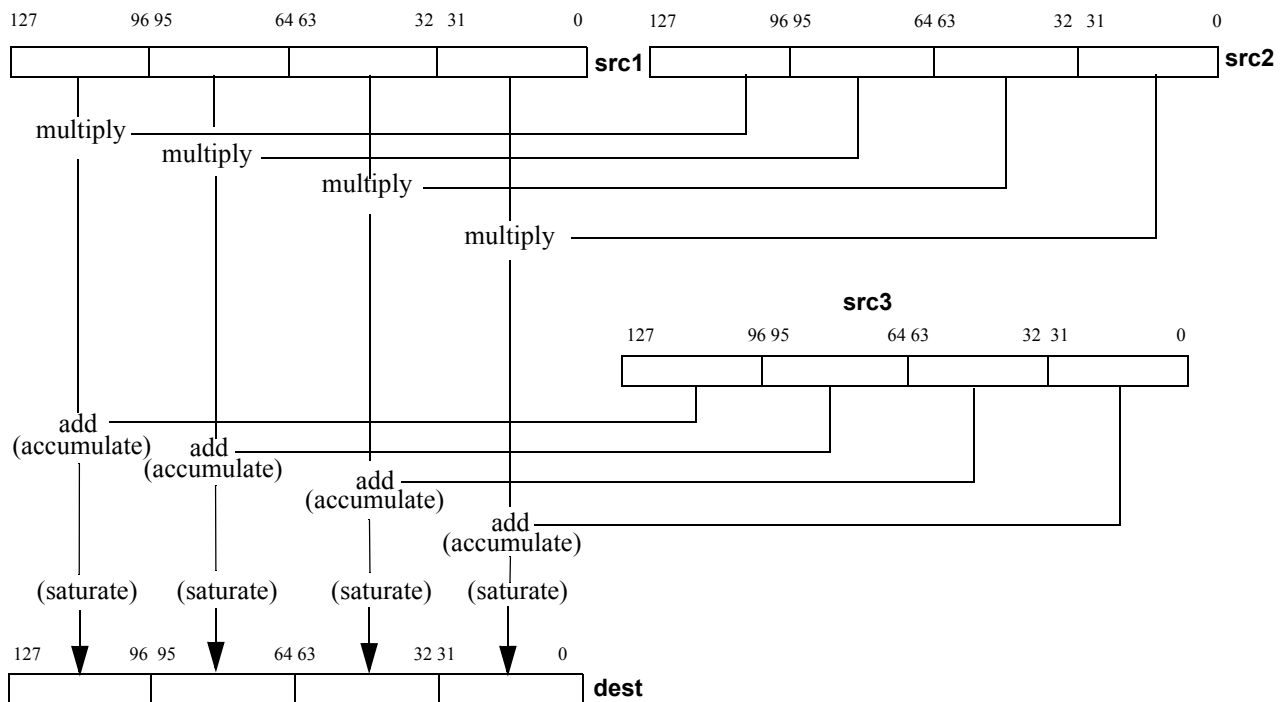 127 96 95 64 63 32 31 0
src1
127 96 95 64 63 32 31 0
src2
multiply
multiply
multiply
multiply
src3
127 96 95 64 63 32 31 0
add
(accumulate)
add
(accumulate)
add
(accumulate)
add
(accumulate)
(saturate) (saturate) (saturate) (saturate)
127 96 95 64 63 32 31 0
dest